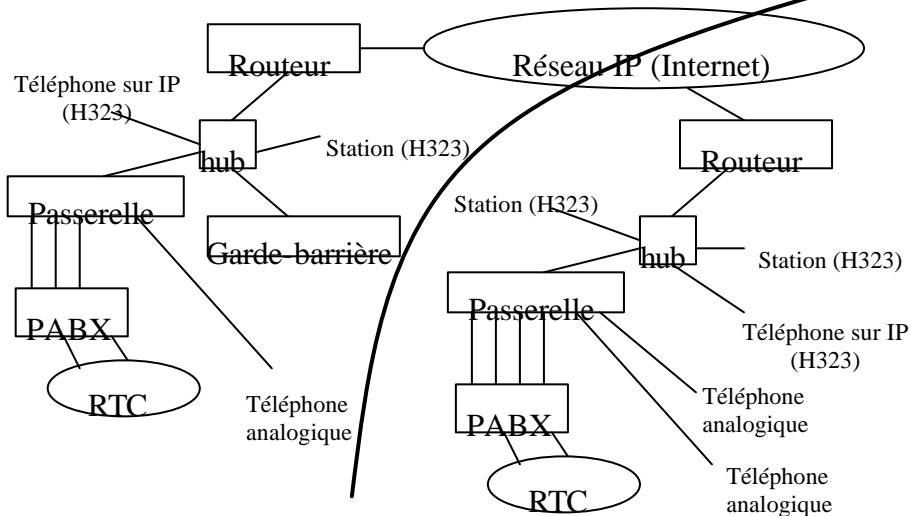 Routeur
Réseau IP (Internet)
Téléphone sur IP
(H323)
hub
Station (H323)
Routeur
Passerelle
Station (H323)
Garde-barrière
hub
Station (H323)
Passerelle
PABX
Téléphone sur IP
(H323)
RTC
Téléphone
analogique
Téléphone
analogique
PABX
Téléphone
analogique
RTC